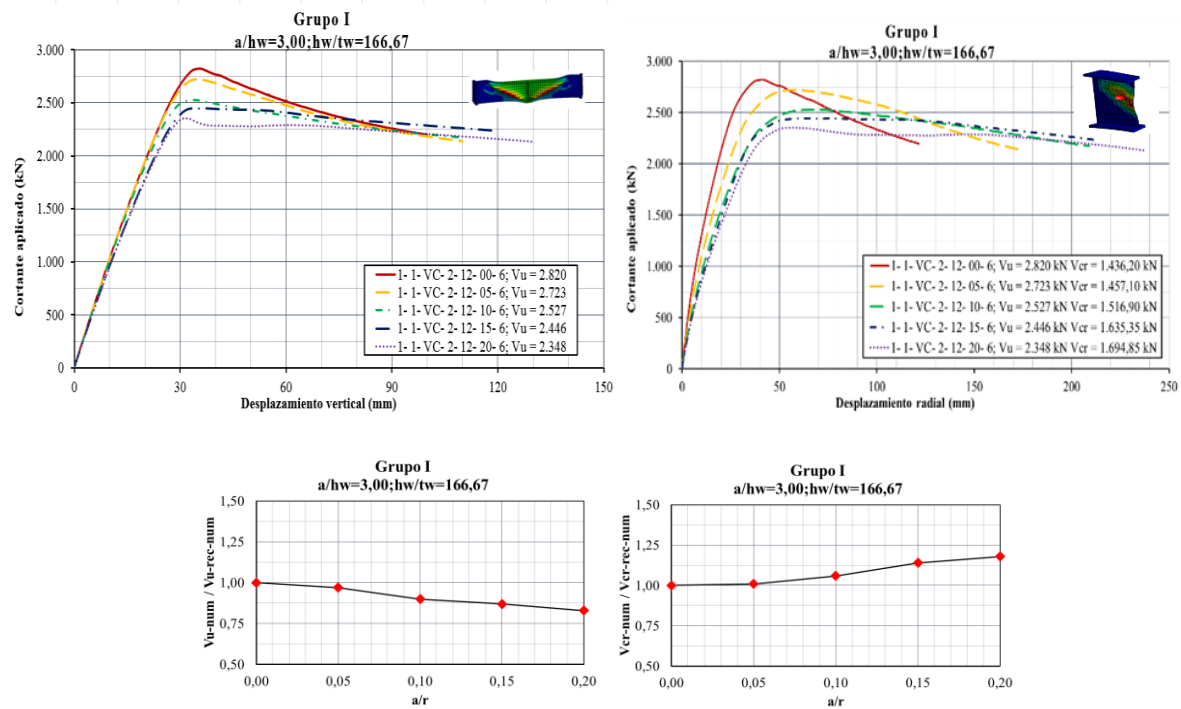 Grupo I
a/hw=3,00;hw/tw=166,67
3.000
2.500
2.000
1.500
1.000
500
0
Cortante aplicado (kN)
1- 1- VC- 2- 12- 00- 6; Vu = 2.820
1- 1- VC- 2- 12- 05- 6; Vu = 2.723
1- 1- VC- 2- 12- 10- 6; Vu = 2.527
1- 1- VC- 2- 12- 15- 6; Vu = 2.446
1- 1- VC- 2- 12- 20- 6; Vu = 2.348
0 30 60 90 120 150
Desplazamiento vertical (mm)
Grupo I
a/hw=3,00;hw/tw=166,67
3.000
2.500
2.000
1.500
1.000
500
0
Cortante aplicado (kN)
1- 1- VC- 2- 12- 00- 6; Vu = 2.820 kN Vcr = 1.436,20 kN
1- 1- VC- 2- 12- 05- 6; Vu = 2.723 kN Vcr = 1.457,10 kN
1- 1- VC- 2- 12- 10- 6; Vu = 2.527 kN Vcr = 1.516,90 kN
1- 1- VC- 2- 12- 15- 6; Vu = 2.446 kN Vcr = 1.635,35 kN
1- 1- VC- 2- 12- 20- 6; Vu = 2.348 kN Vcr = 1.694,85 kN
0 50 100 150 200 250
Desplazamiento radial (mm)
Grupo I
a/hw=3,00;hw/tw=166,67
1,50
1,25
1,00
0,75
0,50
Vu-num / Vu-rec-num
0,00 0,05 0,10 0,15 0,20
a/r
Grupo I
a/hw=3,00;hw/tw=166,67
1,50
1,25
1,00
0,75
0,50
Vcr-num / Vcr-rec-num
0,00 0,05 0,10 0,15 0,20
a/r